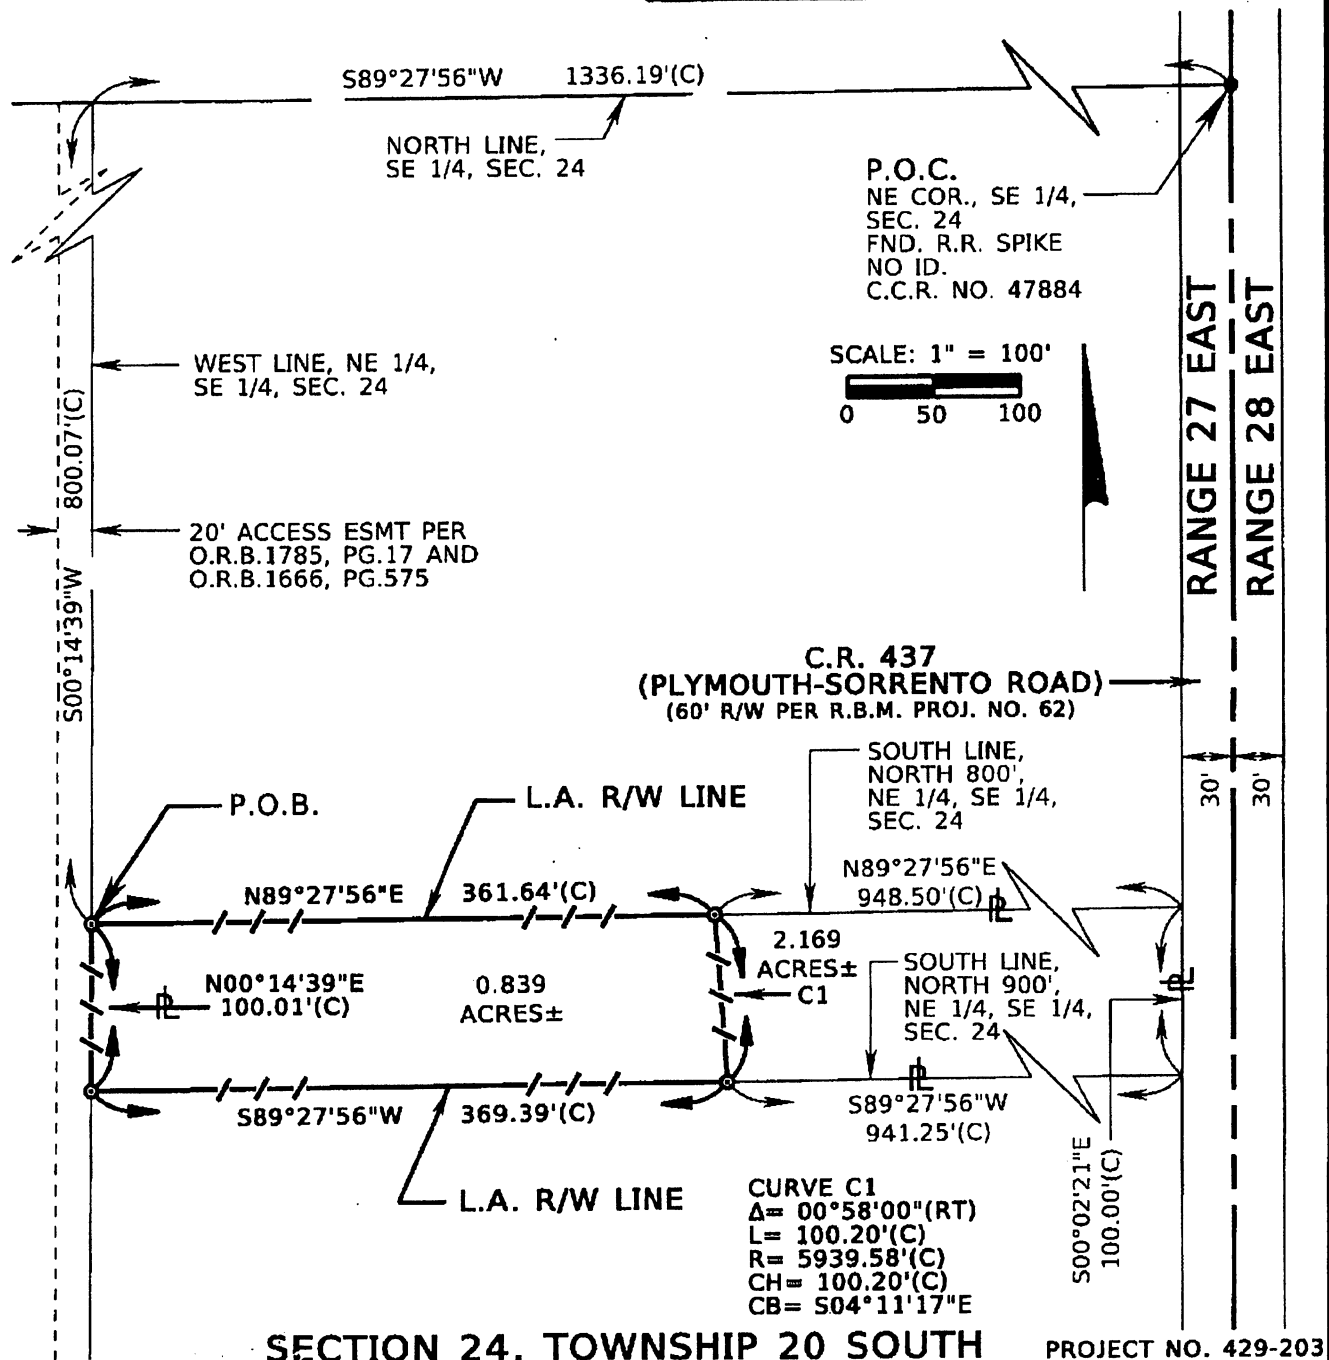 S89°27'56"W 1336.19'(C)
NORTH LINE,
SE 1/4, SEC. 24
P.O.C.
NE COR., SE 1/4,
SEC. 24
FND. R.R. SPIKE
NO ID.
C.C.R. NO. 47884
RANGE 27 EAST
RANGE 28 EAST
SCALE: 1" = 100'
0 50 100
WEST LINE, NE 1/4,
SE 1/4, SEC. 24
S00°14'39"W 800.07'(C)
20' ACCESS ESMT PER
O.R.B.1785, PG.17 AND
O.R.B.1666, PG.575
C.R. 437
(PLYMOUTH-SORRENTO ROAD)
(60' R/W PER R.B.M. PROJ. NO. 62)
SOUTH LINE,
NORTH 800',
NE 1/4, SE 1/4,
SEC. 24
30'
30'
P.O.B.
L.A. R/W LINE
N89°27'56"E 361.64'(C)
N89°27'56"E
948.50'(C) PL
2.169
ACRES±
C1
N00°14'39"E
100.01'(C)
PL
0.839
ACRES±
SOUTH LINE,
NORTH 900',
NE 1/4, SE 1/4,
SEC. 24
PL
PL
S89°27'56"W 369.39'(C)
S89°27'56"W
941.25'(C)
S00°02'21"E
100.00'(C)
L.A. R/W LINE
CURVE C1
Δ= 00°58'00"(RT)
L= 100.20'(C)
R= 5939.58'(C)
CH= 100.20'(C)
CB= S04°11'17"E
SECTION 24, TOWNSHIP 20 SOUTH
PROJECT NO. 429-203